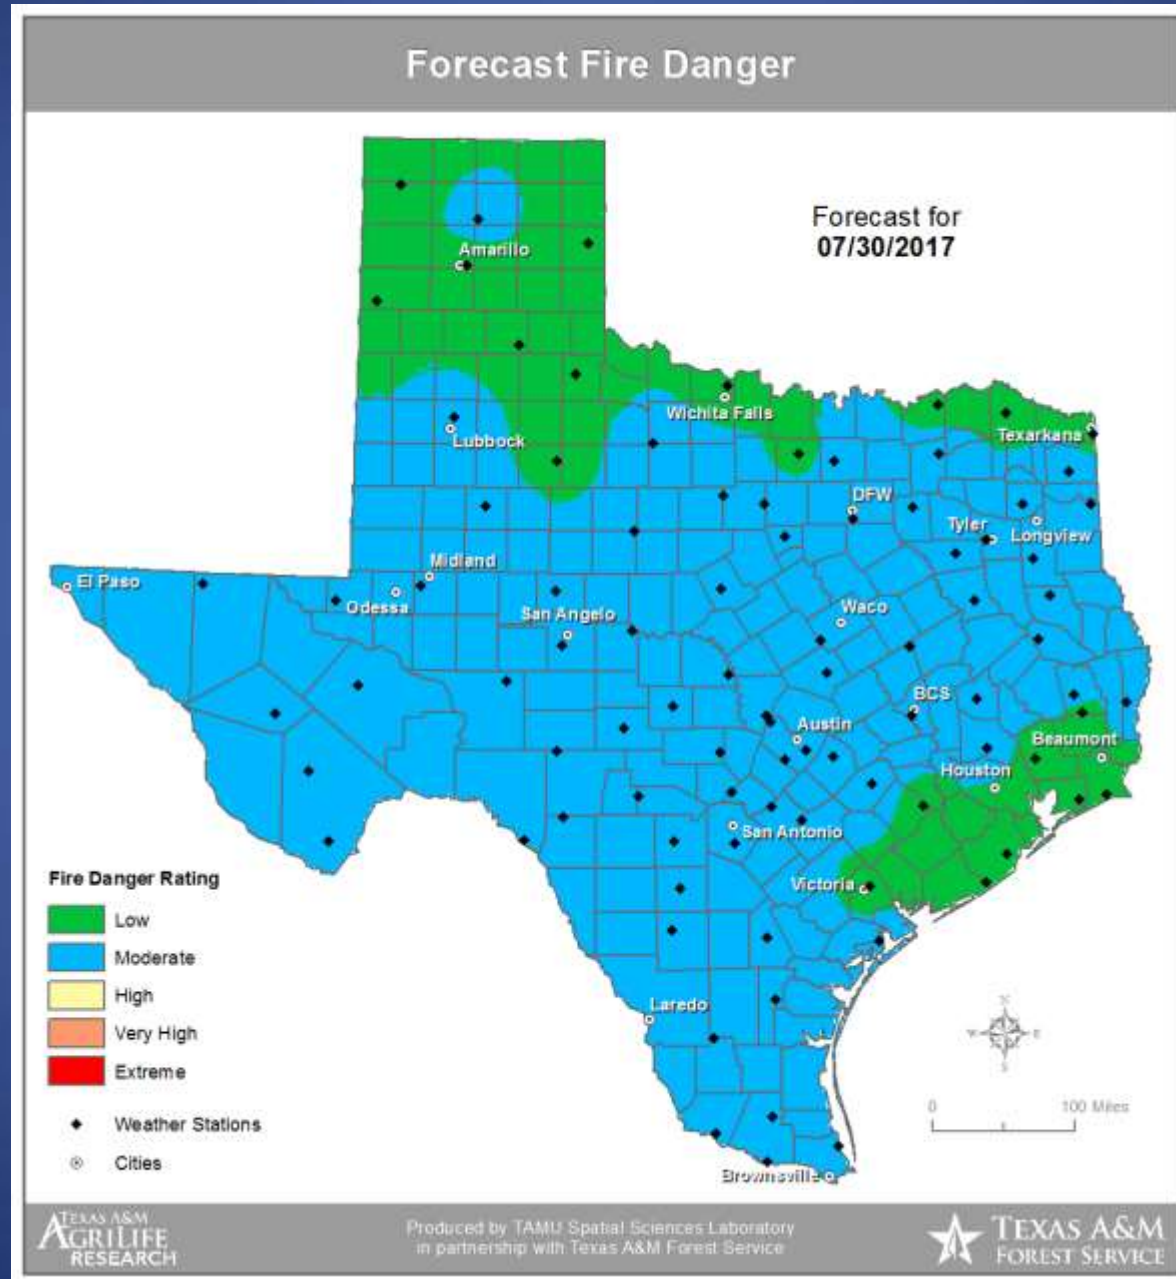 Forecast Fire Danger
Forecast for
07/30/2017
Amarillo
Wichita Falls
Lubbock
Texarkana
DFW
Tyler
Longview
Midland
El Paso
Odessa
San Angelo
Waco
BCS
Austin
Beaumont
Houston
San Antonio
Victoria
Laredo
Brownsville
Fire Danger Rating
Low
Moderate
High
Very High
Extreme
Weather Stations
Cities
N
W E
S
0 100 Miles
TEXAS A&M
AGRILIFE
RESEARCH
Produced by TAMU Spatial Sciences Laboratory
in partnership with Texas A&M Forest Service
TEXAS A&M
FOREST SERVICE